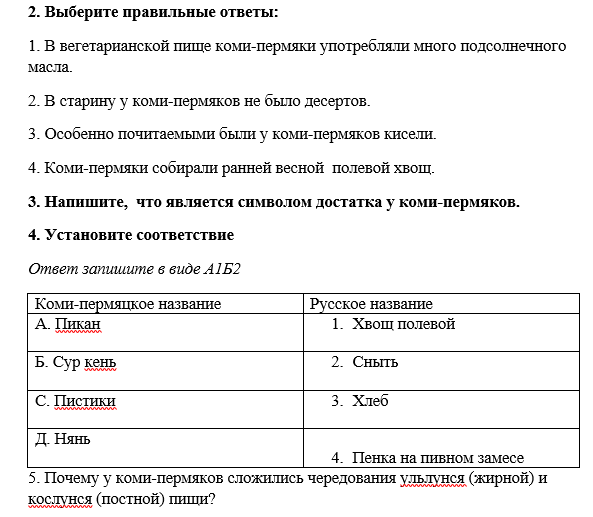 2. Выберите правильные ответы:
1. В вегетарианской пище коми-пермяки употребляли много подсолнечного
масла.
2. В старину у коми-пермяков не было десертов.
3. Особенно почитаемыми были у коми-пермяков кисели.
4. Коми-пермяки собирали ранней весной полевой хвощ.
3. Напишите, что является символом достатка у коми-пермяков.
4. Установите соответствие
Ответ запишите в виде А1Б2
Коми-пермяцкое название Русское название
А. Пикан 1. Хвощ полевой
Б. Сур кень 2. Сныть
С. Пистики 3. Хлеб
Д. Нянь
4. Пенка на пивном замесе
5. Почему у коми-пермяков сложились чередования ульлунся (жирной) и
кослунся (постной) пищи?